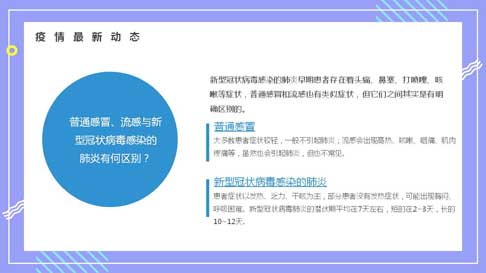 疫情最新动态
普通感冒、流感与新
型冠状病毒感染的
肺炎有何区别？
新型冠状病毒感染的肺炎早期患者存在着头痛、鼻塞、打喷嚏、咳
嗽等症状，普通感冒和流感也有类似症状，但它们之间其实是有明
确区别的。
普通感冒
大多数患者症状较轻，一般不引起肺炎；流感会出现高热、咳嗽、咽痛、肌肉
疼痛等，虽然也会引起肺炎，但也不常见。
新型冠状病毒感染的肺炎
患者症状以发热、乏力、干咳为主，部分患者没有发热症状，可能出现胸闷、
呼吸困难。新型冠状病毒肺炎的潜伏期平均在7天左右，短的在2~3天，长的
10~12天。